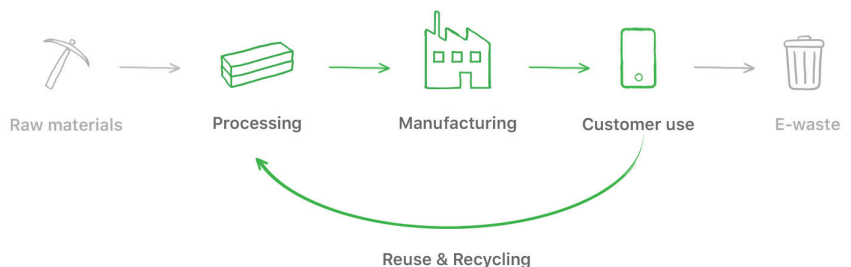 Raw materials
Processing
Manufacturing
Customer use
E-waste
Reuse & Recycling